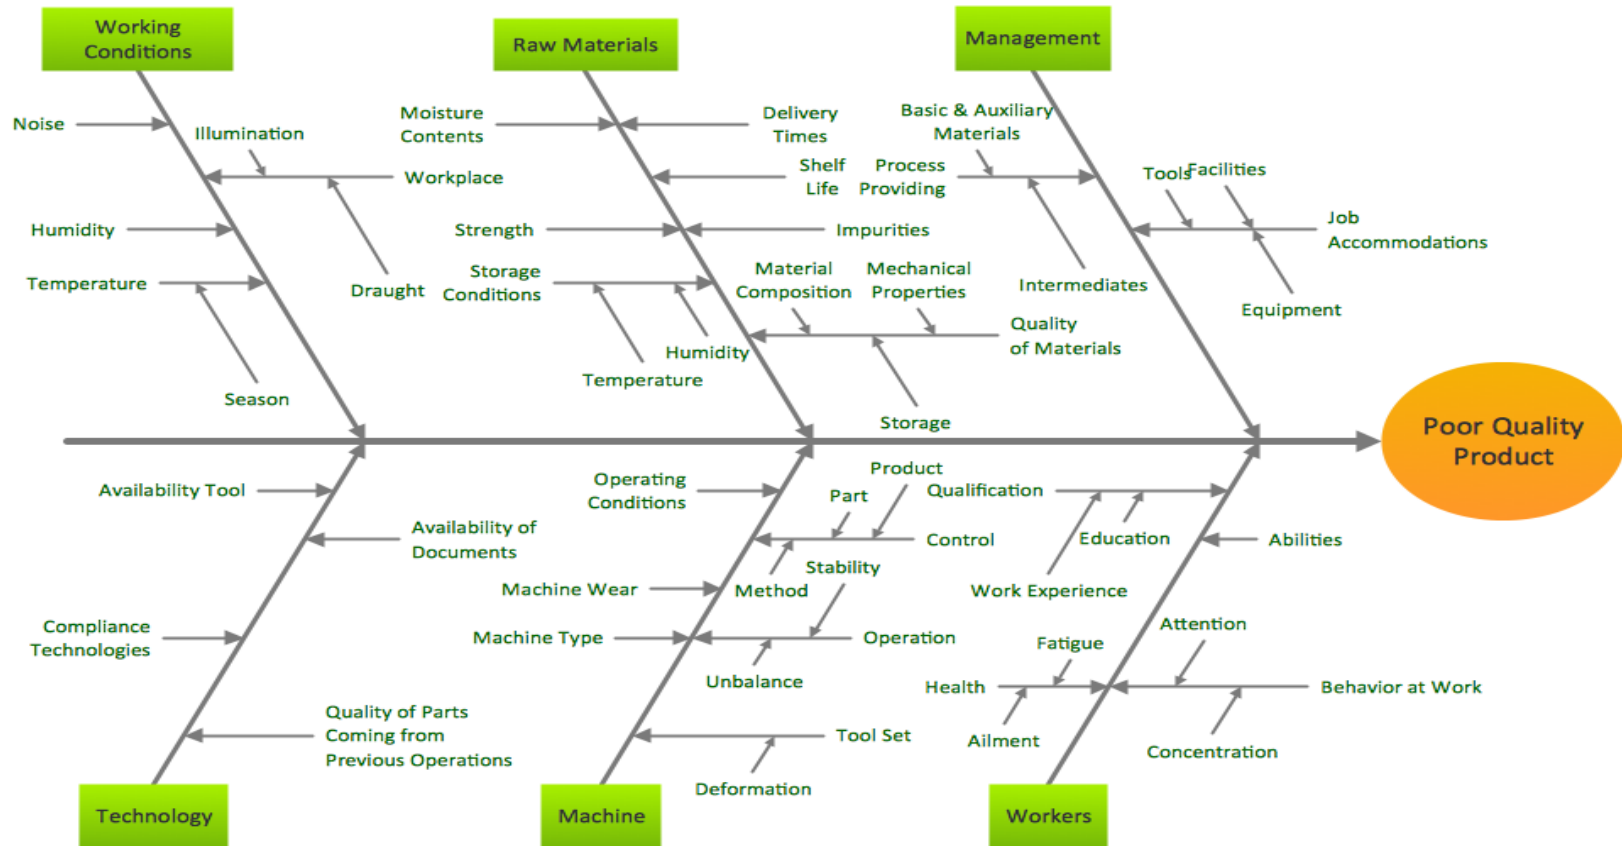 Working
Conditions
Raw Materials
Management
Noise
Illumination
Workplace
Humidity
Temperature
Draught
Season
Moisture
Contents
Delivery
Times
Shelf
Life
Strength
Impurities
Storage
Conditions
Material
Composition
Mechanical
Properties
Humidity
Temperature
Quality
of Materials
Storage
Basic & Auxiliary
Materials
Process
Providing
Intermediates
Tools
Facilities
Job
Accommodations
Equipment
Poor Quality
Product
Availability Tool
Availability of
Documents
Compliance
Technologies
Quality of Parts
Coming from
Previous Operations
Technology
Operating
Conditions
Product
Part
Control
Method
Machine Wear
Stability
Machine Type
Operation
Unbalance
Tool Set
Deformation
Machine
Qualification
Education
Work Experience
Abilities
Attention
Fatigue
Health
Behavior at Work
Ailment
Concentration
Workers